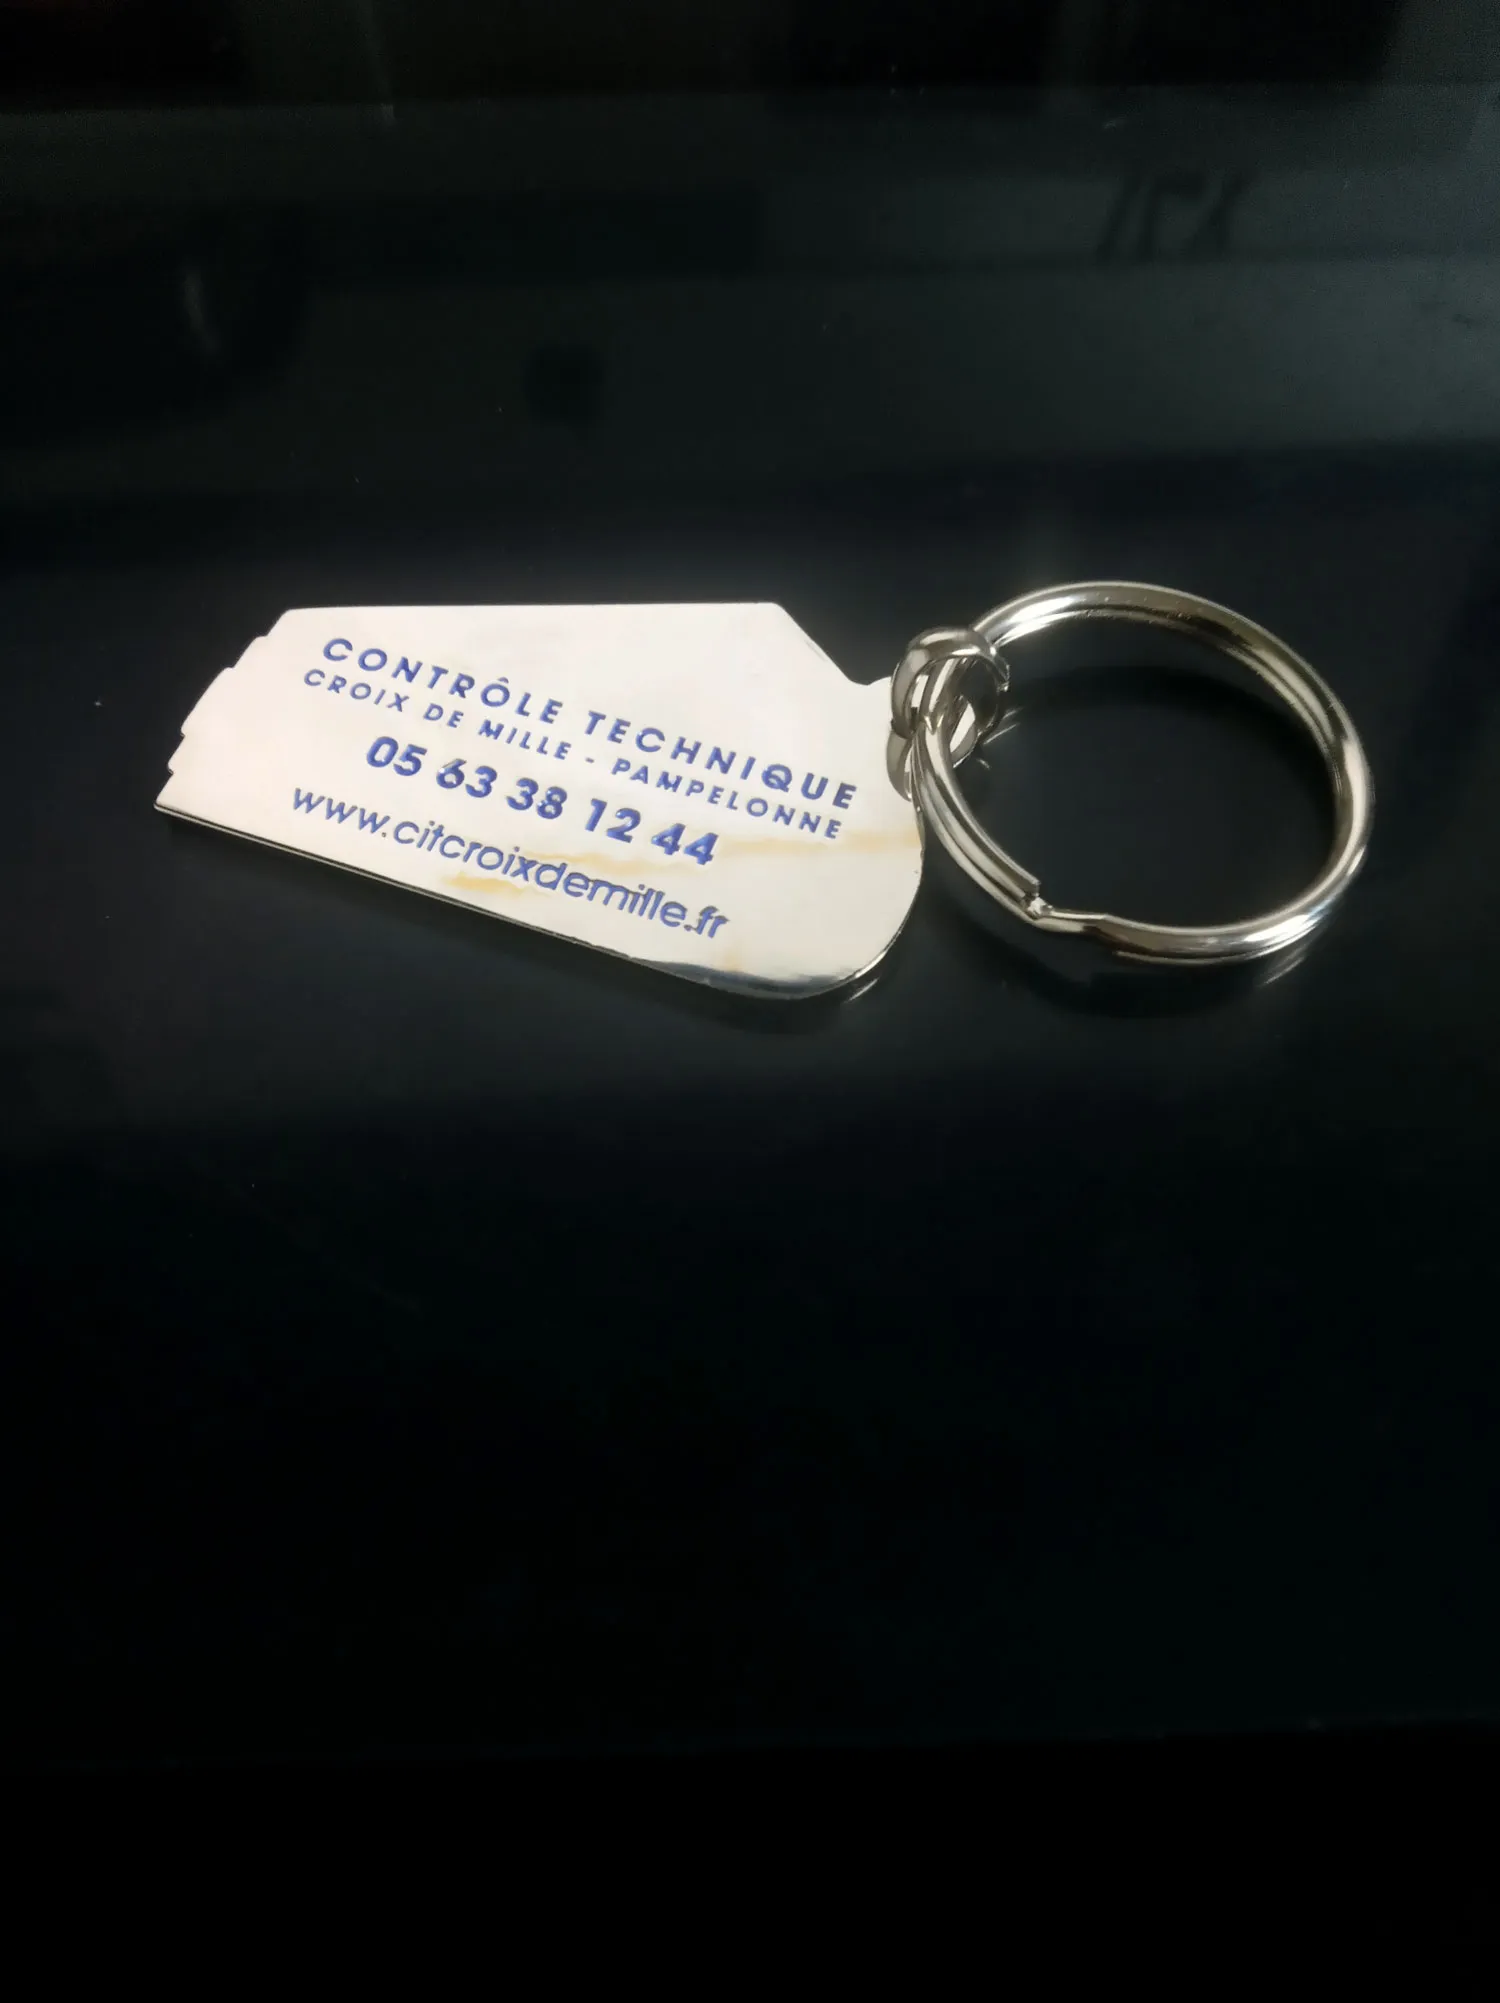 CONTRÔLE TECHNIQUE
CROIX DE MILLE - PAMPELONNE
05 63 38 12 44
www.citcroixdemille.fr